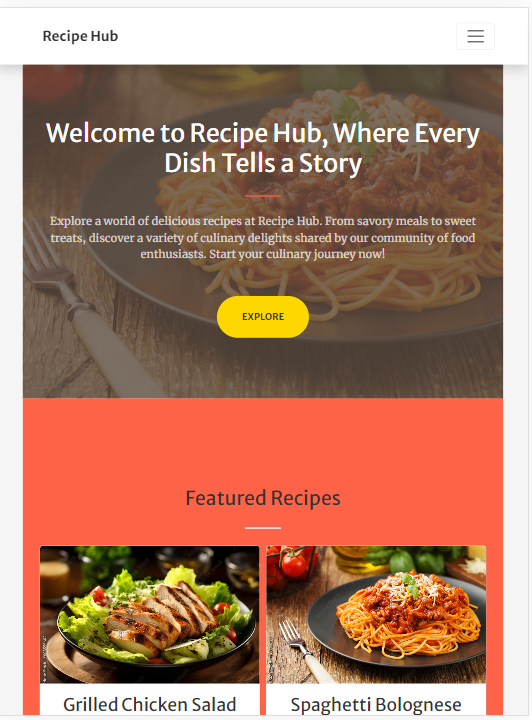 Recipe Hub
Welcome to Recipe Hub, Where Every
Dish Tells a Story
Explore a world of delicious recipes at Recipe Hub. From savory meals to sweet
treats, discover a variety of culinary delights shared by our community of food
enthusiasts. Start your culinary journey now!
EXPLORE
Featured Recipes
Grilled Chicken Salad
Spaghetti Bolognese